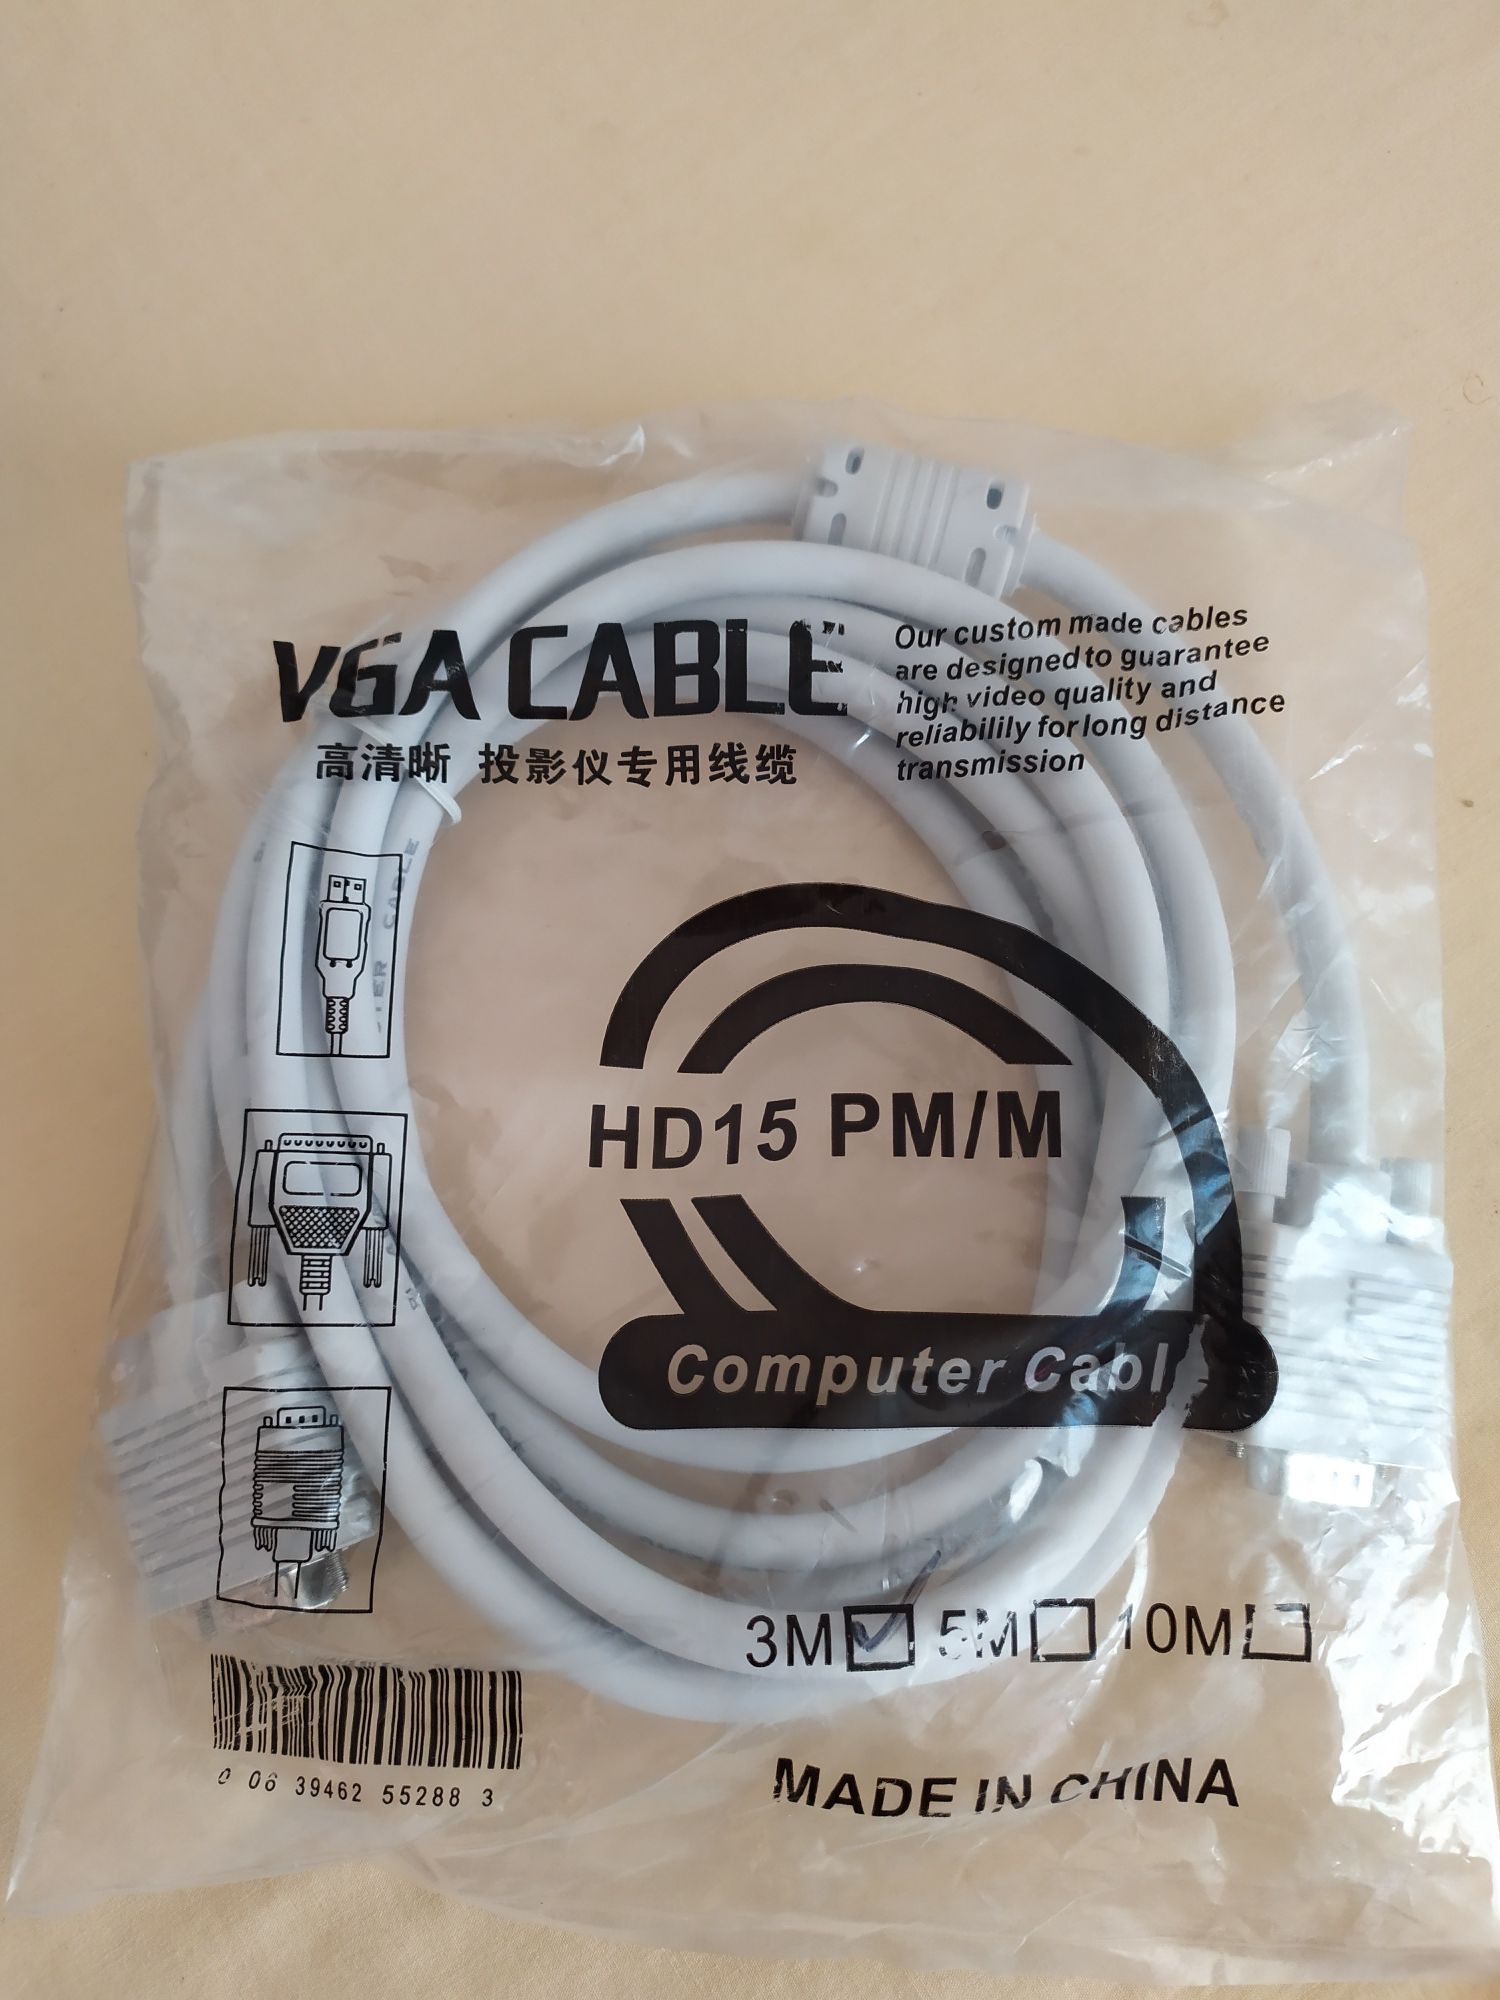 VGA CABLE
高清晰 投影仪专用线缆
Our custom made cables
are designed to guarantee
high video quality and
reliabilily for long distance
transmission
CABLE
HD15 PM/M
Computer Cabl
3M 5M 10M
0 06 39462 55288 3
MADE IN CHINA